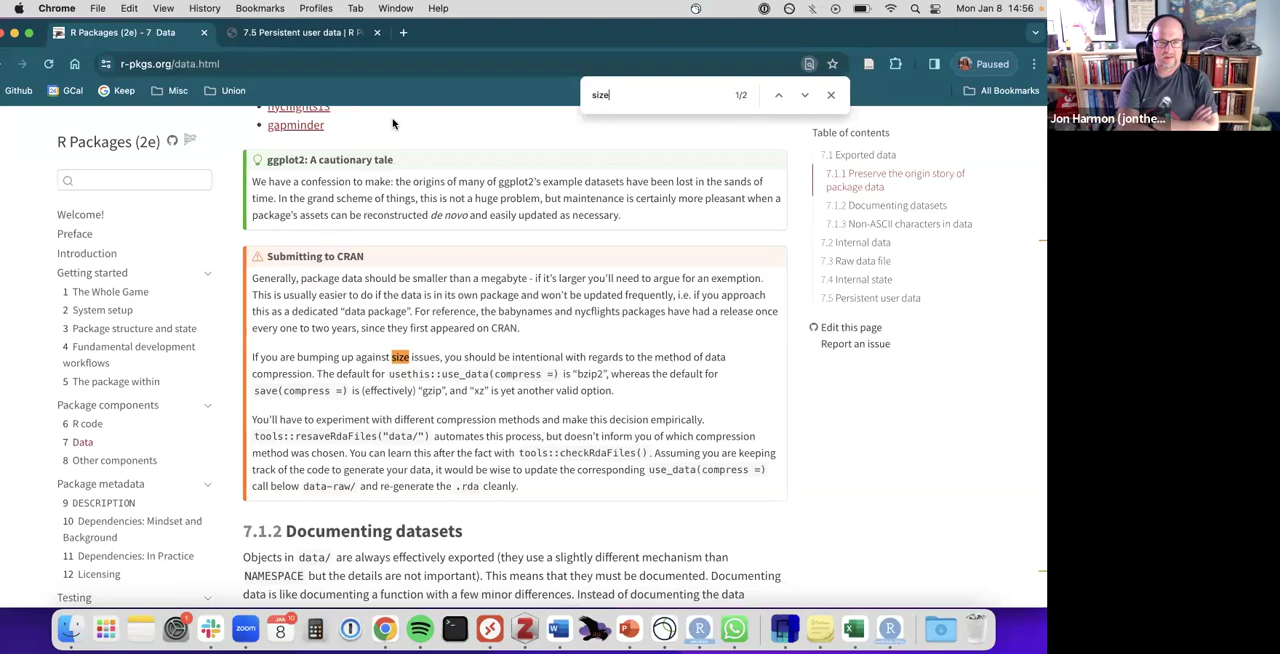 Chrome File Edit View History Bookmarks Profiles Tab Window Help Mon Jan 8 14:56
R Packages (2e) - 7 Data 7.5 Persistent user data | R P
r-pkgs.org/data.html Paused
Github GCal Keep Misc Union All Bookmarks
size 1/2
Jon Harmon (jonthe...
R Packages (2e)
Welcome!
Preface
Introduction
Getting started
1 The Whole Game
2 System setup
3 Package structure and state
4 Fundamental development
workflows
5 The package within
Package components
6 R code
7 Data
8 Other components
Package metadata
9 DESCRIPTION
10 Dependencies: Mindset and
Background
11 Dependencies: In Practice
12 Licensing
Testing
nycflights13
gapminder
ggplot2: A cautionary tale
We have a confession to make: the origins of many of ggplot2's example datasets have been lost in the sands of
time. In the grand scheme of things, this is not a huge problem, but maintenance is certainly more pleasant when a
package's assets can be reconstructed de novo and easily updated as necessary.
Submitting to CRAN
Generally, package data should be smaller than a megabyte - if it's larger you'll need to argue for an exemption.
This is usually easier to do if the data is in its own package and won't be updated frequently, i.e. if you approach
this as a dedicated "data package". For reference, the babynames and nycflights packages have had a release once
every one to two years, since they first appeared on CRAN.
If you are bumping up against size issues, you should be intentional with regards to the method of data
compression. The default for usethis::use_data(compress =) is "bzip2", whereas the default for
save(compress =) is (effectively) "gzip", and "xz" is yet another valid option.
You'll have to experiment with different compression methods and make this decision empirically.
tools::resaveRdaFiles("data/") automates this process, but doesn't inform you of which compression
method was chosen. You can learn this after the fact with tools::checkRdaFiles(). Assuming you are keeping
track of the code to generate your data, it would be wise to update the corresponding use_data(compress =)
call below data-raw/ and re-generate the .rda cleanly.
7.1.2 Documenting datasets
Objects in data/ are always effectively exported (they use a slightly different mechanism than
NAMESPACE but the details are not important). This means that they must be documented. Documenting
data is like documenting a function with a few minor differences. Instead of documenting the data
Table of contents
7.1 Exported data
7.1.1 Preserve the origin story of
package data
7.1.2 Documenting datasets
7.1.3 Non-ASCII characters in data
7.2 Internal data
7.3 Raw data file
7.4 Internal state
7.5 Persistent user data
Edit this page
Report an issue